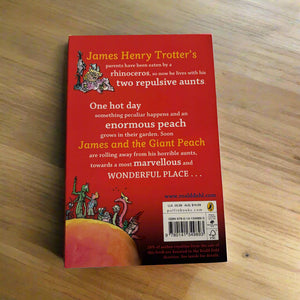 James Henry Trotter's
parents have been eaten by a
rhinoceros, so now he lives with his
two repulsive aunts.
One hot day
something peculiar happens and an
enormous peach
grows in their garden. Soon
James and the Giant Peach
are rolling away from his horrible aunts,
towards a most marvellous and
WONDERFUL PLACE . . .
www.roalddahl.com
puffinbooks.com